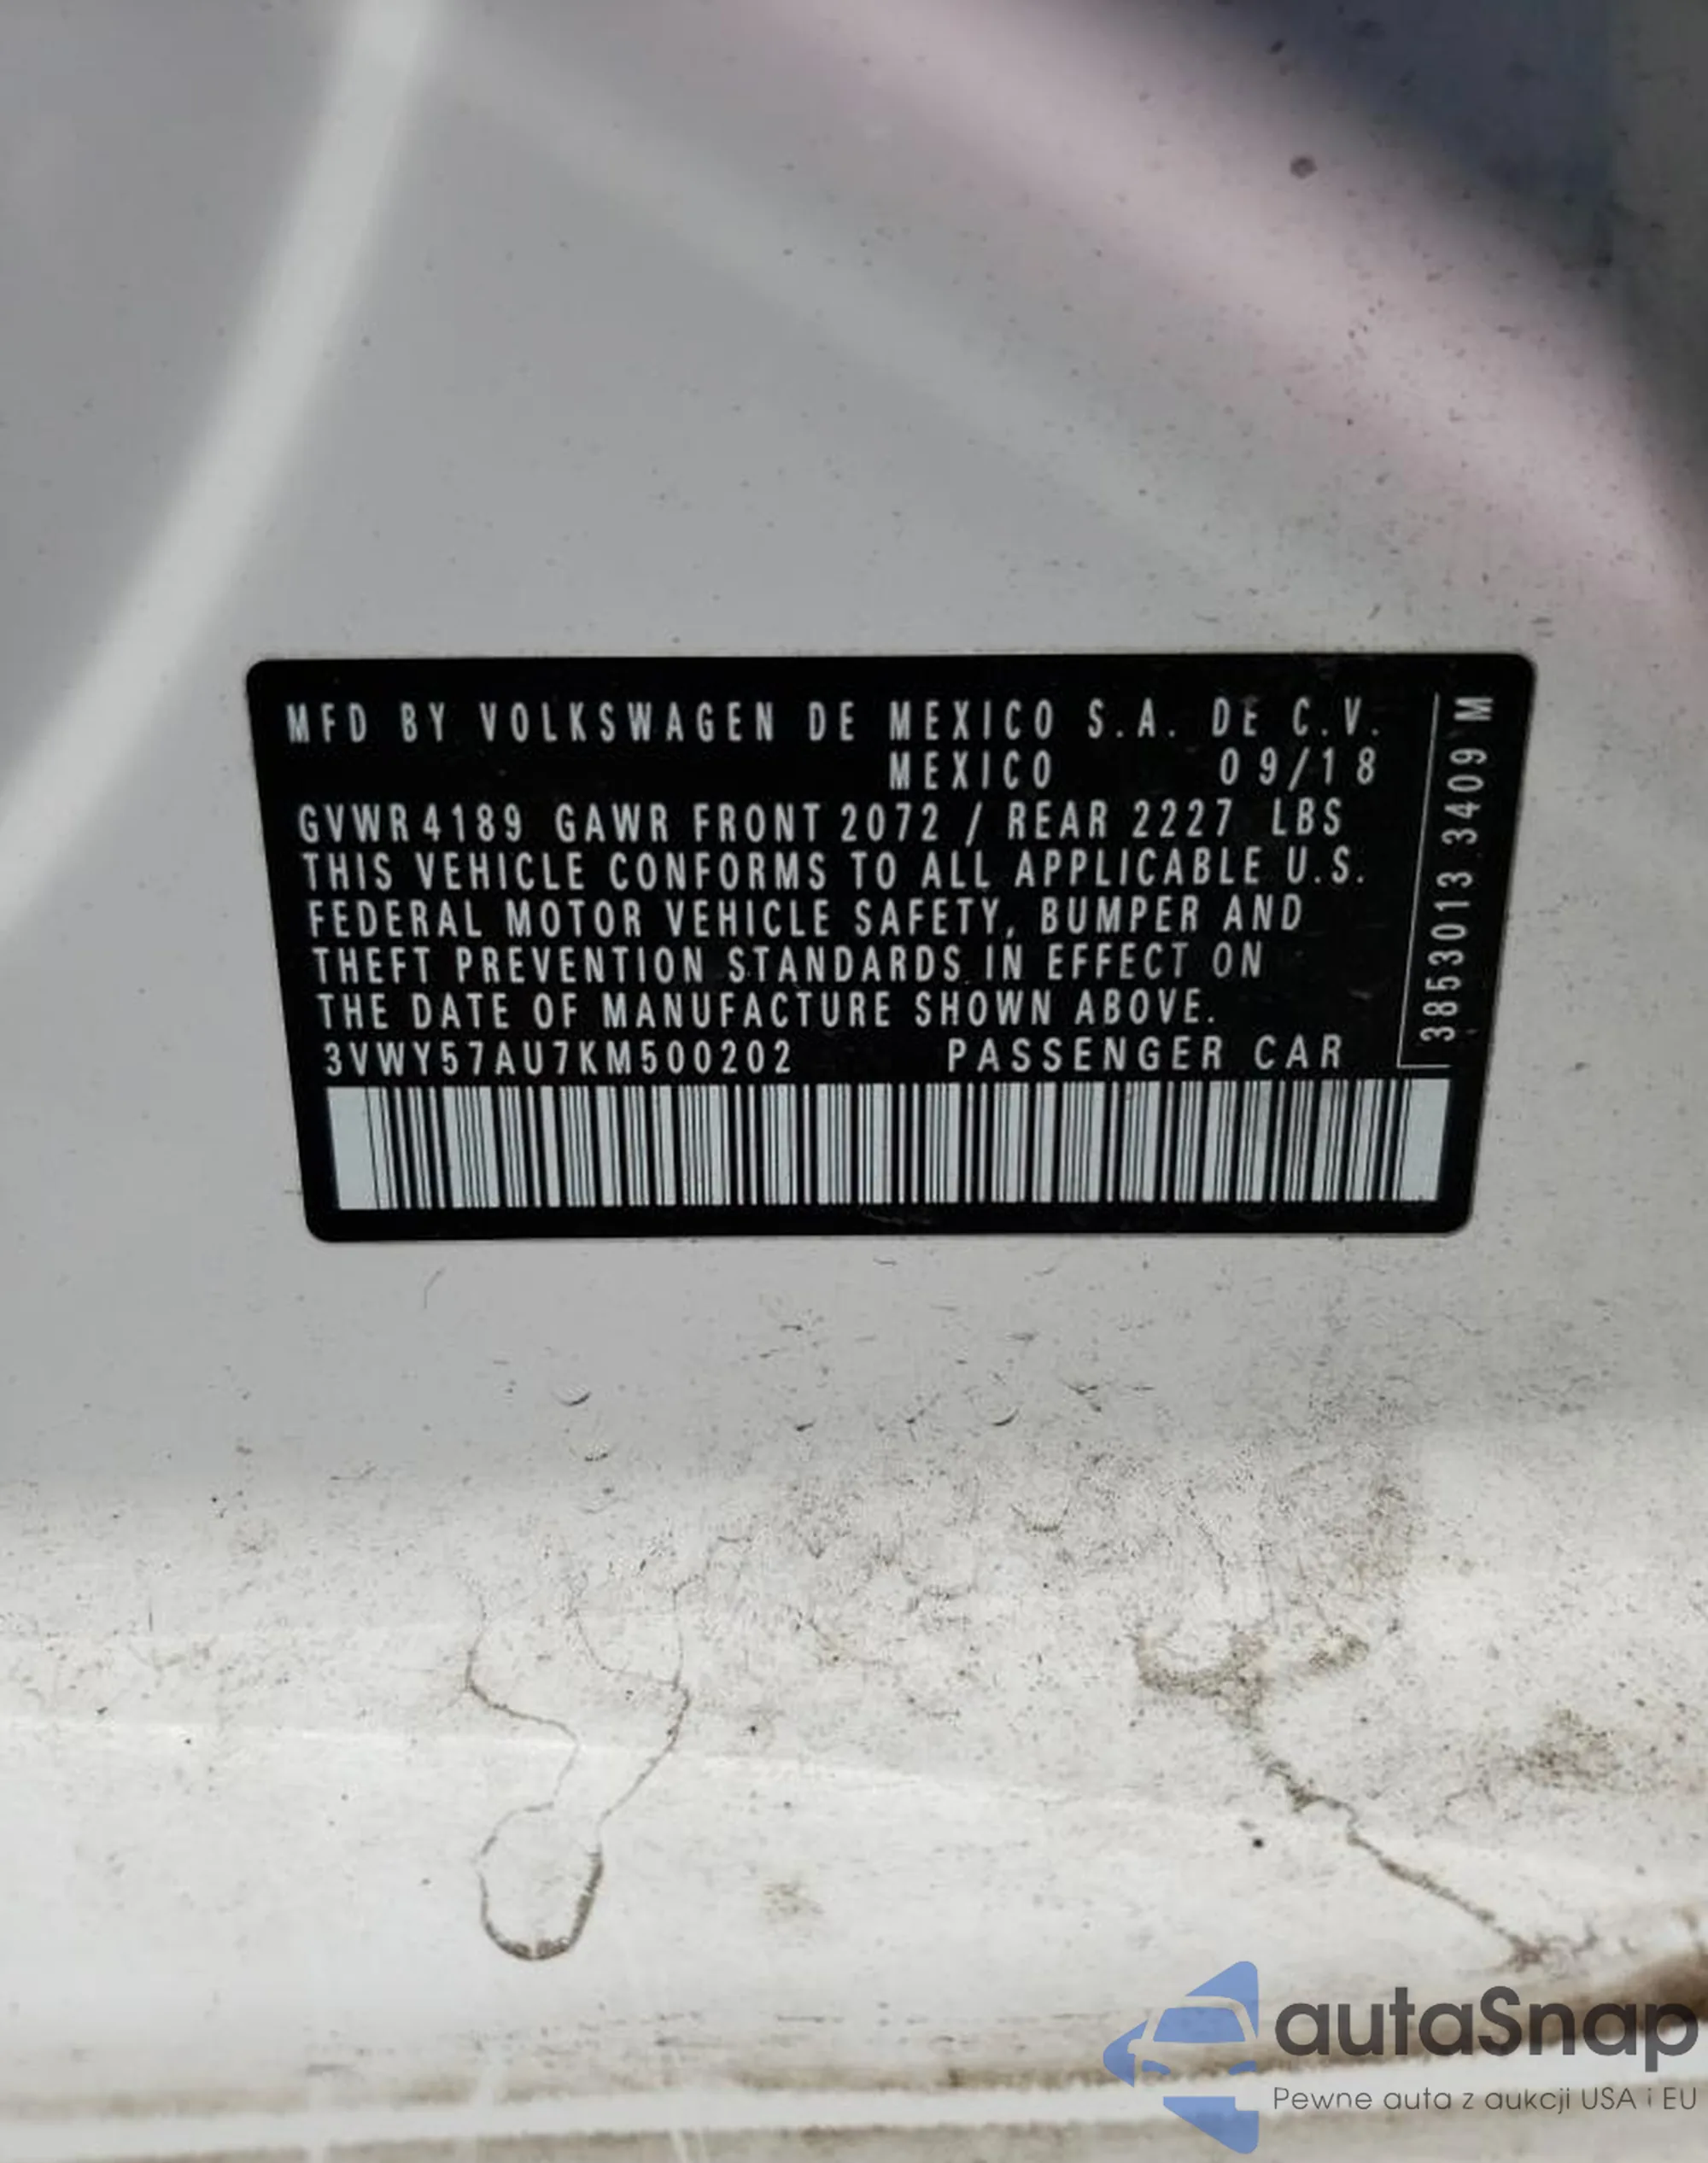 MFD BY VOLKSWAGEN DE MEXICO S.A. DE C.V.
MEXICO 09/18
GVWR 4189 GAWR FRONT 2072 / REAR 2227 LBS
THIS VEHICLE CONFORMS TO ALL APPLICABLE U.S.
FEDERAL MOTOR VEHICLE SAFETY, BUMPER AND
THEFT PREVENTION STANDARDS IN EFFECT ON
THE DATE OF MANUFACTURE SHOWN ABOVE.
3VWY57AU7KM500202 PASSENGER CAR
3853013 3409 M
autaSnap
Pewne auta z aukcji USA i EU